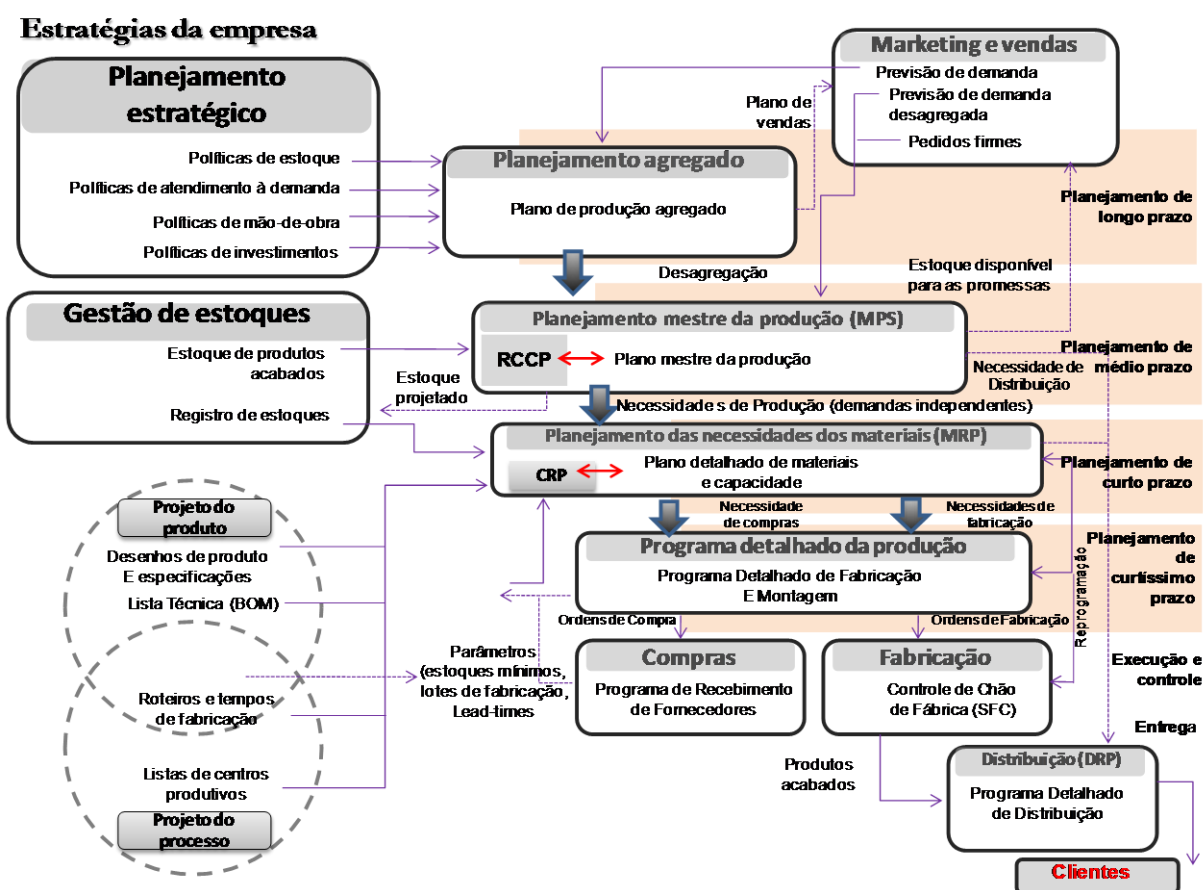 Estratégias da empresa
Planejamento
estratégico
Políticas de estoque
Políticas de atendimento à demanda
Políticas de mão-de-obra
Políticas de investimentos
Marketing e vendas
Previsão de demanda
Previsão de demanda
desagregada
Pedidos firmes
Plano de
vendas
Planejamento agregado
Plano de produção agregado
Planejamento de
longo prazo
Desagregação
Estoque disponível
para as promessas
Gestão de estoques
Estoque de produtos
acabados
Registro de estoques
Estoque
projetado
Planejamento mestre da produção (MPS)
RCCP
Plano mestre da produção
Planejamento de
médio prazo
Necessidade de
Distribuição
Necessidade s de Produção (demandas independentes)
Planejamento das necessidades dos materiais (MRP)
CRP
Plano detalhado de materiais
e capacidade
Planejamento de
curto prazo
Necessidade
de compras
Necessidades de
fabricação
Projeto do
produto
Desenhos de produto
E especificações
Lista Técnica (BOM)
Roteiros e tempos
de fabricação
Listas de centros
produtivos
Projeto do
processo
Parâmetros
(estoques mínimos,
lotes de fabricação,
Lead-times
Programa detalhado da produção
Programa Detalhado de Fabricação
E Montagem
Planejamento
de
curtíssimo
prazo
Reprogramação
Ordens de Compra
Ordens de Fabricação
Compras
Programa de Recebimento
de Fornecedores
Fabricação
Controle de Chão
de Fábrica (SFC)
Execução e
controle
Entrega
Produtos
acabados
Distribuição (DRP)
Programa Detalhado
de Distribuição
Clientes